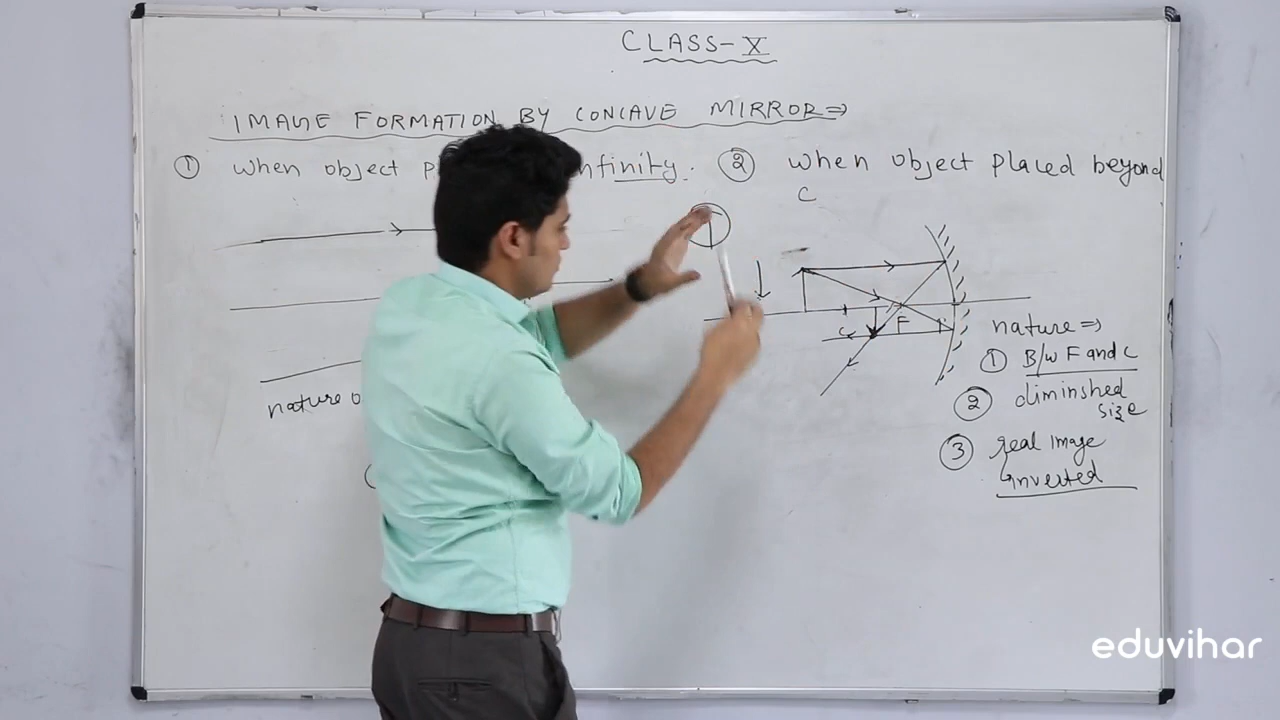 CLASS-X
IMAGE FORMATION BY CONCAVE MIRROR⇒
① when object p nfinity. ② when object placed beyond
C
C
F
nature⇒
① B/w F and C
② diminshed
size
③ real image
inverted
nature o
eduvihar